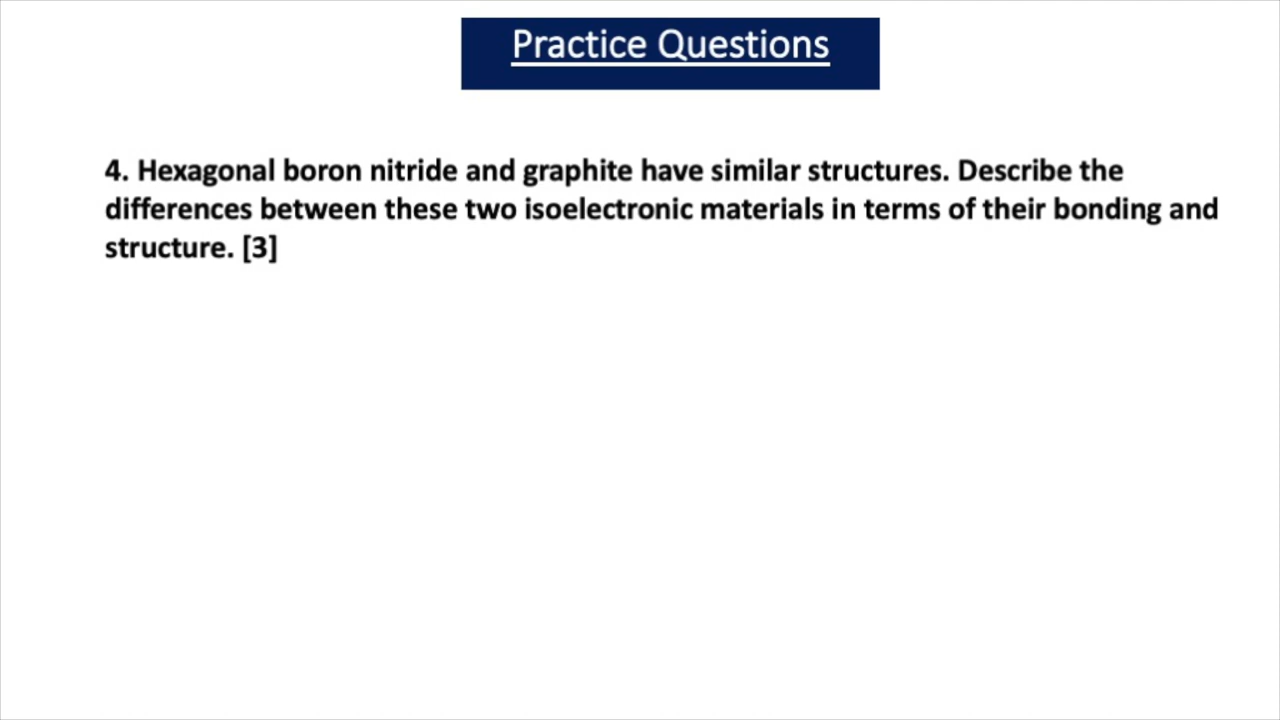 Practice Questions
4. Hexagonal boron nitride and graphite have similar structures. Describe the
differences between these two isoelectronic materials in terms of their bonding and
structure. [3]